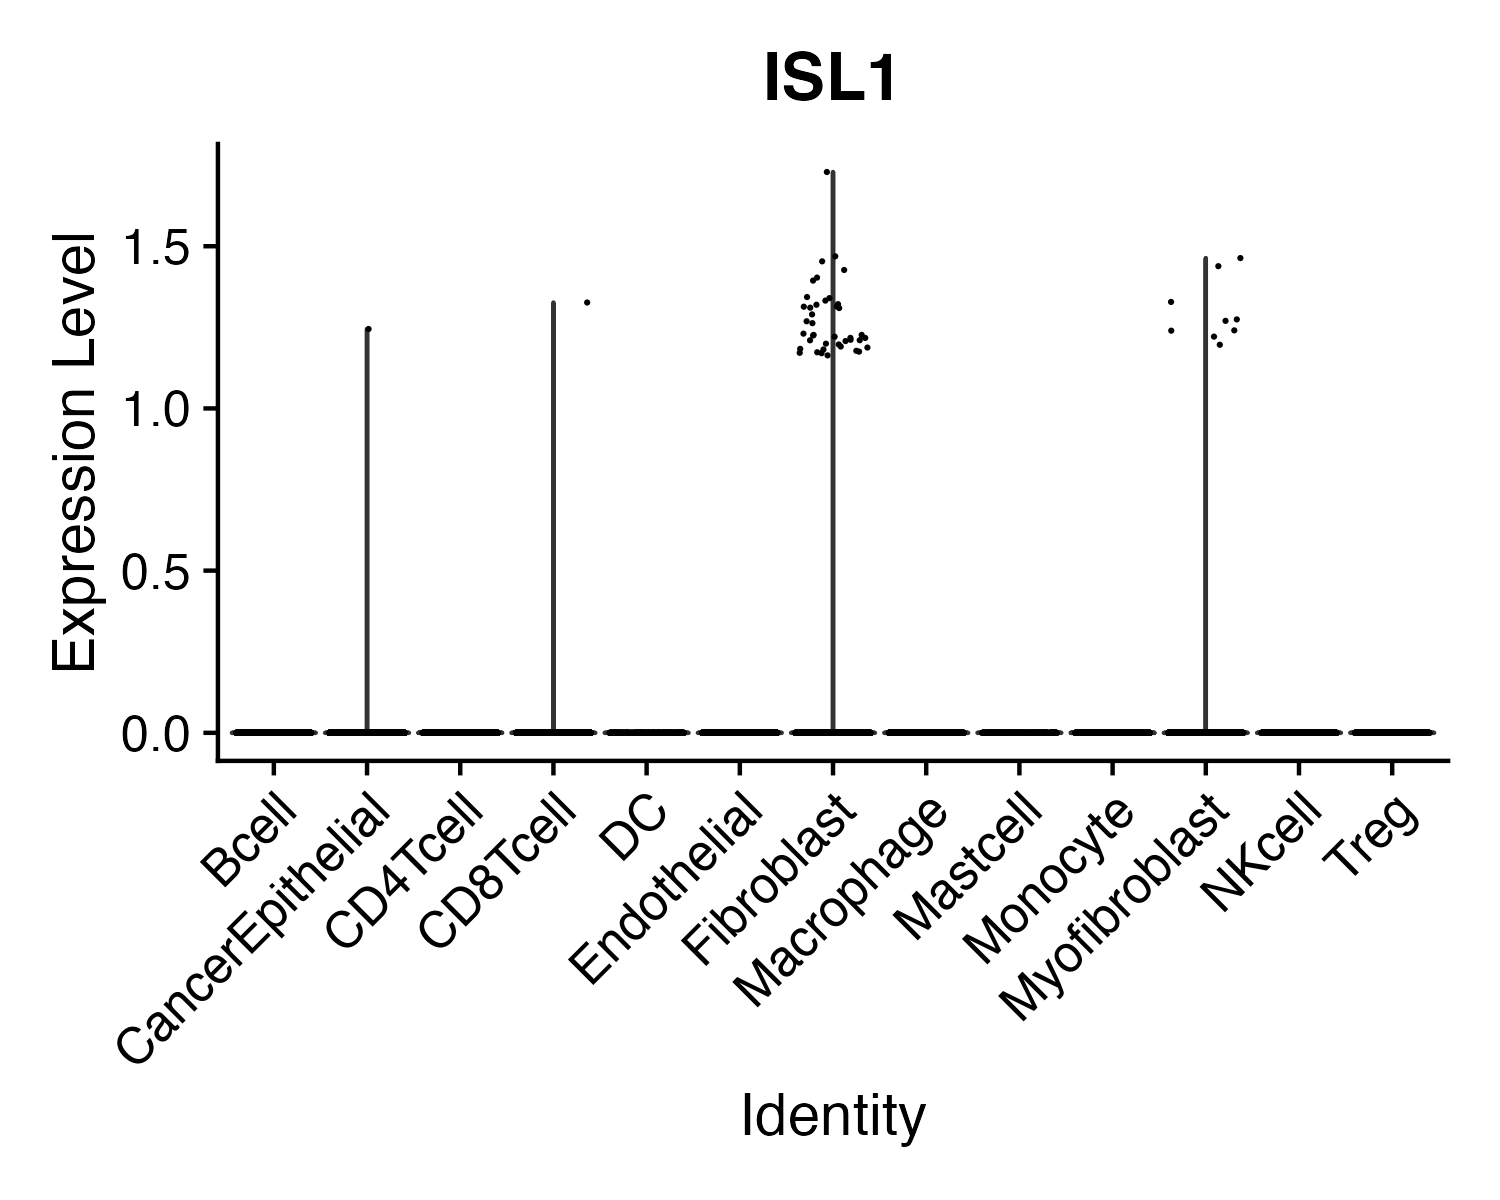 ISL1
Expression Level
1.5
1.0
0.5
0.0
Bcell
CancerEpithelial
CD4Tcell
CD8Tcell
DC
Endothelial
Fibroblast
Macrophage
Mastcell
Monocyte
Myofibroblast
NKcell
Treg
Identity